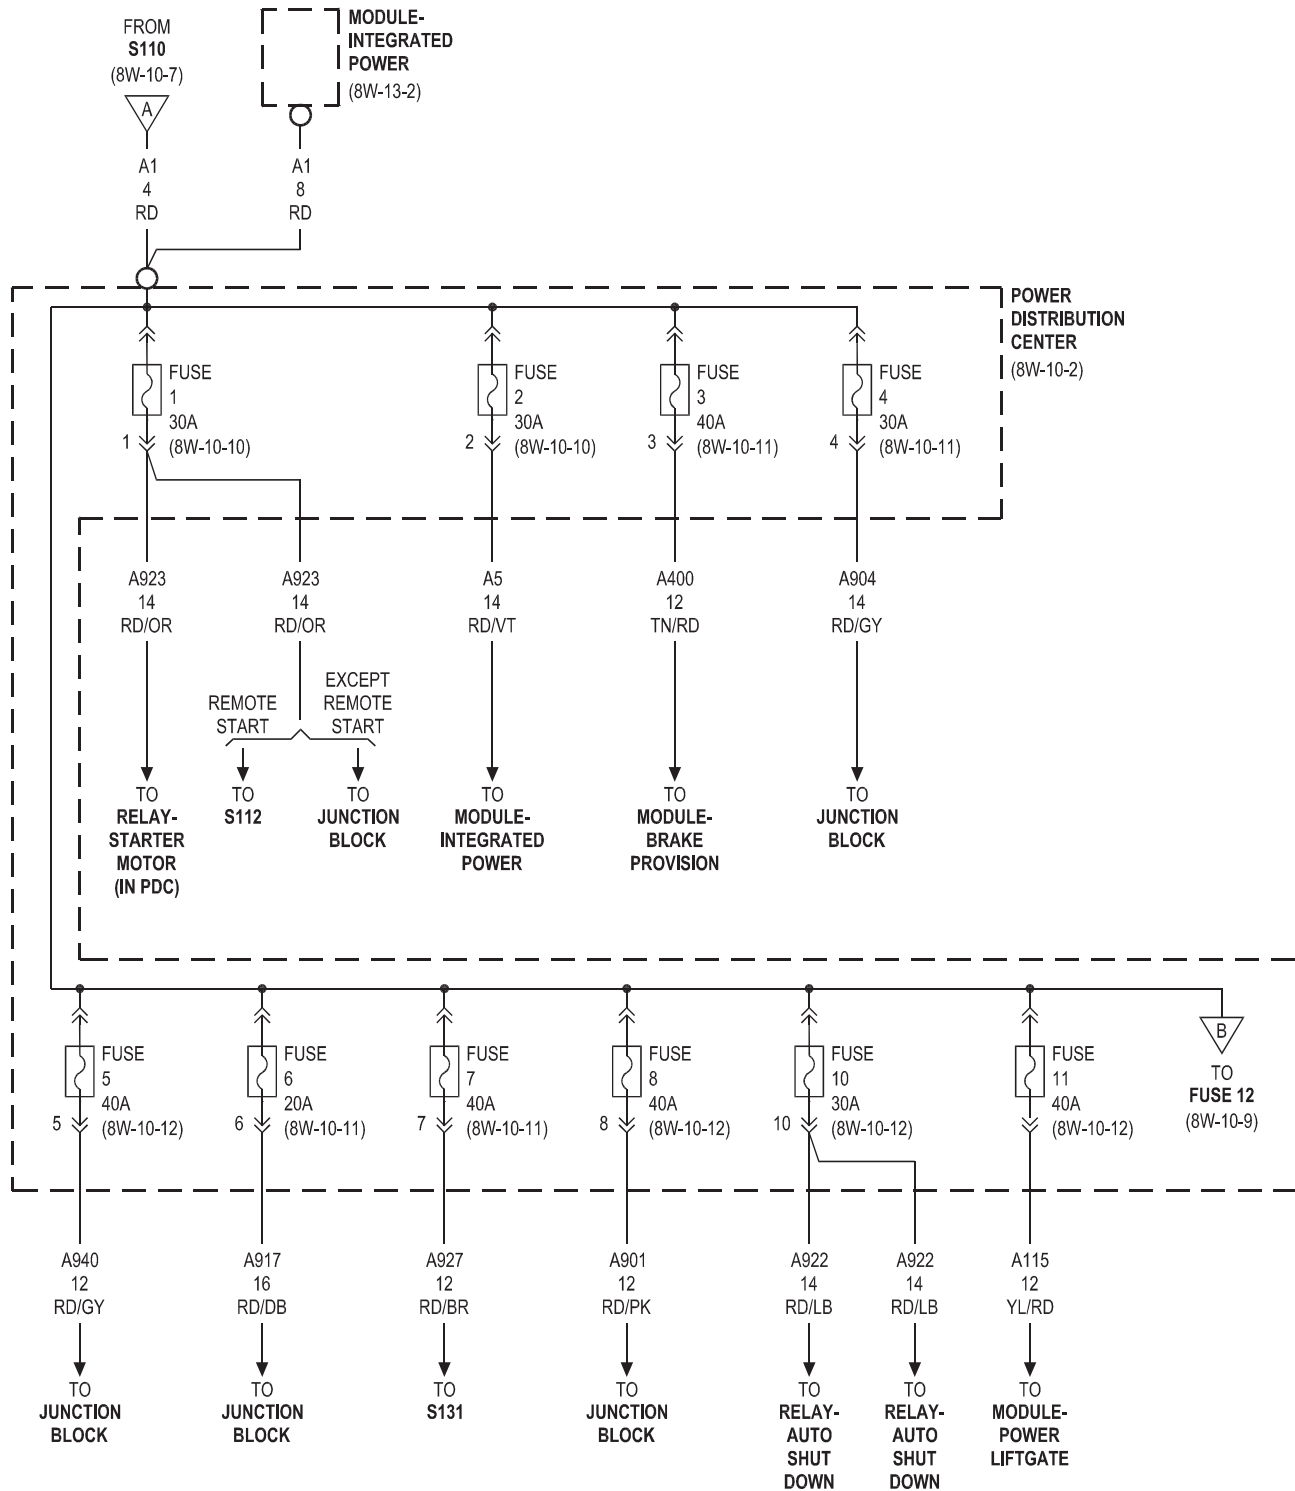 FROM
S110
(8W-10-7)
A
MODULE-
INTEGRATED
POWER
(8W-13-2)
A1
4
RD
A1
8
RD
POWER
DISTRIBUTION
CENTER
(8W-10-2)
FUSE
1
30A
(8W-10-10)
1
FUSE
2
30A
(8W-10-10)
2
FUSE
3
40A
(8W-10-11)
3
FUSE
4
30A
(8W-10-11)
4
A923
14
RD/OR
A923
14
RD/OR
A5
14
RD/VT
A400
12
TN/RD
A904
14
RD/GY
REMOTE
START
EXCEPT
REMOTE
START
TO
RELAY-
STARTER
MOTOR
(IN PDC)
TO
S112
TO
JUNCTION
BLOCK
TO
MODULE-
INTEGRATED
POWER
TO
MODULE-
BRAKE
PROVISION
TO
JUNCTION
BLOCK
FUSE
5
40A
(8W-10-12)
5
FUSE
6
20A
(8W-10-11)
6
FUSE
7
40A
(8W-10-11)
7
FUSE
8
40A
(8W-10-12)
8
FUSE
10
30A
(8W-10-12)
10
FUSE
11
40A
(8W-10-12)
B
TO
FUSE 12
(8W-10-9)
A940
12
RD/GY
A917
16
RD/DB
A927
12
RD/BR
A901
12
RD/PK
A922
14
RD/LB
A922
14
RD/LB
A115
12
YL/RD
TO
JUNCTION
BLOCK
TO
JUNCTION
BLOCK
TO
S131
TO
JUNCTION
BLOCK
TO
RELAY-
AUTO
SHUT
DOWN
TO
RELAY-
AUTO
SHUT
DOWN
TO
MODULE-
POWER
LIFTGATE